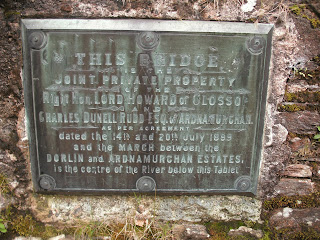 THIS BRIDGE
IS THE
JOINT PRIVATE PROPERTY
OF THE
Right Hon. LORD HOWARD of GLOSSOP
AND
CHARLES DUNELL RUDD ESQ. of ARDNAMURCHAN.
AS PER AGREEMENT
dated the 14th and 20th July 1899
and the MARCH between the
DORLIN and ARDNAMURCHAN ESTATES.
is the centre of the River below this Tablet.